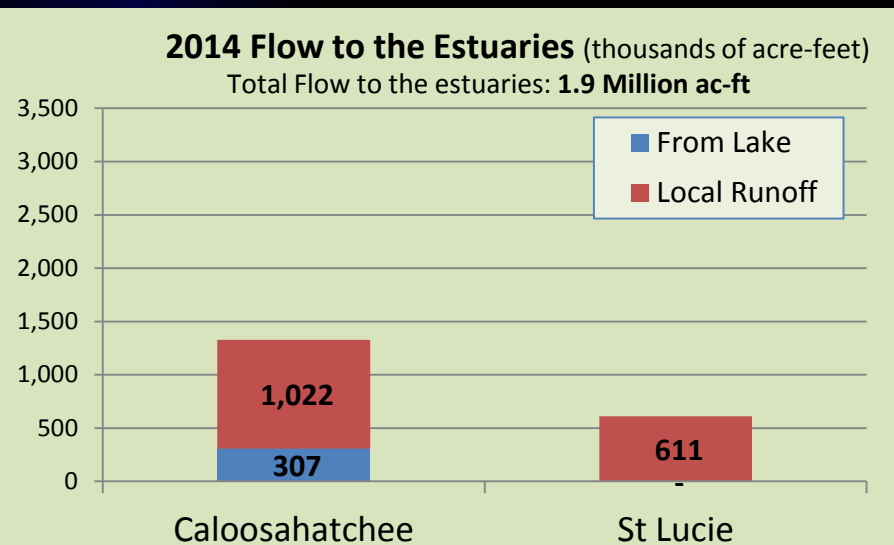 2014 Flow to the Estuaries (thousands of acre-feet)
Total Flow to the estuaries: 1.9 Million ac-ft
3,500
3,000
2,500
2,000
1,500
1,000
500
0
From Lake
Local Runoff
1,022
307
611
-
Caloosahatchee
St Lucie